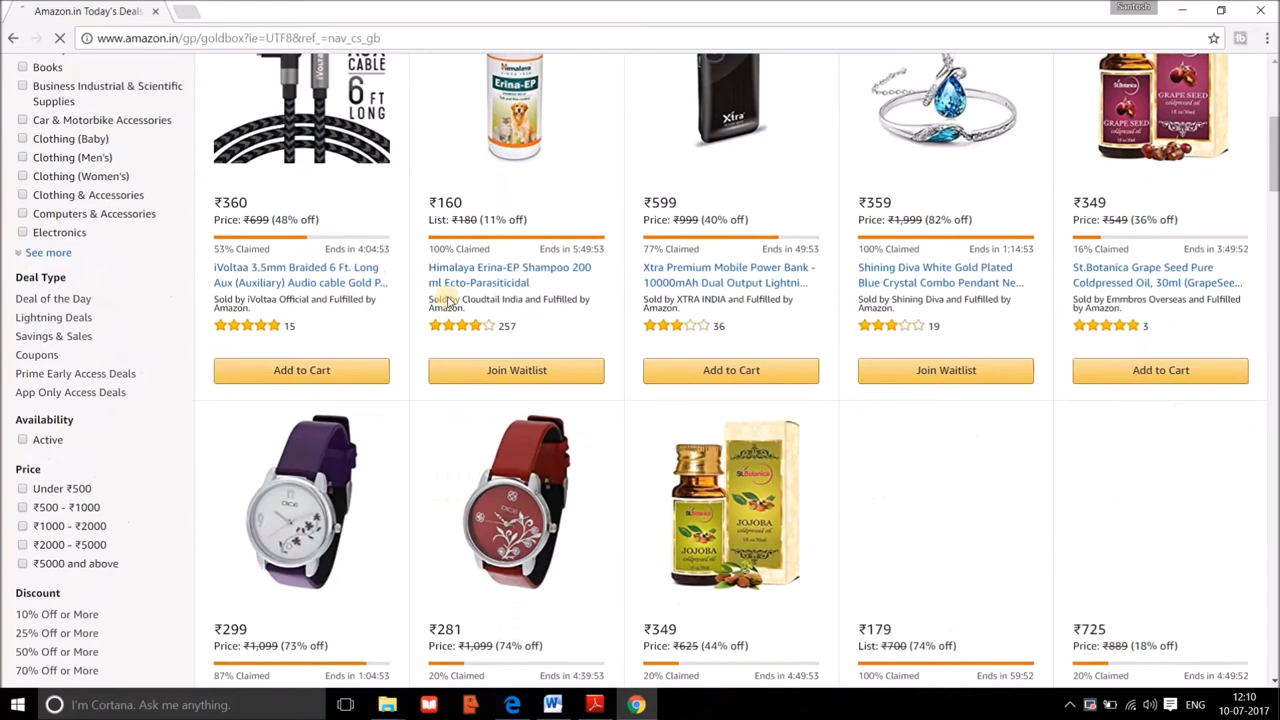 Amazon.in Today's Deals
Santosh
www.amazon.in/gp/goldbox?ie=UTF8&ref_=nav_cs_gb
Books
Business Industrial & Scientific
Supplies
Car & Motorbike Accessories
Clothing (Baby)
Clothing (Men's)
Clothing (Women's)
Clothing & Accessories
Computers & Accessories
Electronics
See more
Deal Type
Deal of the Day
Lightning Deals
Savings & Sales
Coupons
Prime Early Access Deals
App Only Access Deals
Availability
Active
Price
Under ₹500
₹500 - ₹1000
₹1000 - ₹2000
₹2000 - ₹5000
₹5000 and above
Discount
10% Off or More
25% Off or More
50% Off or More
70% Off or More
CABLE
6
FT
LONG
iVoltaa
₹360
Price: ₹699 (48% off)
53% Claimed Ends in 4:04:53
iVoltaa 3.5mm Braided 6 Ft. Long
Aux (Auxiliary) Audio cable Gold P...
Sold by iVoltaa Official and Fulfilled by
Amazon.
15
Add to Cart
Himalaya
Erina-EP
₹160
List: ₹180 (11% off)
100% Claimed Ends in 5:49:53
Himalaya Erina-EP Shampoo 200
ml Ecto-Parasiticidal
Sold by Cloudtail India and Fulfilled by
Amazon.
257
Join Waitlist
Xtra
₹599
Price: ₹999 (40% off)
77% Claimed Ends in 49:53
Xtra Premium Mobile Power Bank -
10000mAh Dual Output Lightni...
Sold by XTRA INDIA and Fulfilled by
Amazon.
36
Add to Cart
₹359
Price: ₹1,999 (82% off)
100% Claimed Ends in 1:14:53
Shining Diva White Gold Plated
Blue Crystal Combo Pendant Ne...
Sold by Shining Diva and Fulfilled by
Amazon.
19
Join Waitlist
GRAPE SEED
GRAPE SEED
₹349
Price: ₹549 (36% off)
16% Claimed Ends in 3:49:52
St.Botanica Grape Seed Pure
Coldpressed Oil, 30ml (GrapeSee...
Sold by Emmbros Overseas and Fulfilled
by Amazon.
3
Add to Cart
₹299
Price: ₹1,099 (73% off)
87% Claimed Ends in 1:04:53
₹281
Price: ₹1,099 (74% off)
20% Claimed Ends in 4:39:53
St.Botanica
JOJOBA
coldpressed oil
JOJOBA
coldpressed oil
₹349
Price: ₹625 (44% off)
20% Claimed Ends in 4:49:53
₹179
List: ₹700 (74% off)
100% Claimed Ends in 59:52
₹725
Price: ₹889 (18% off)
20% Claimed Ends in 4:49:52
I'm Cortana. Ask me anything.
ENG
12:10
10-07-2017